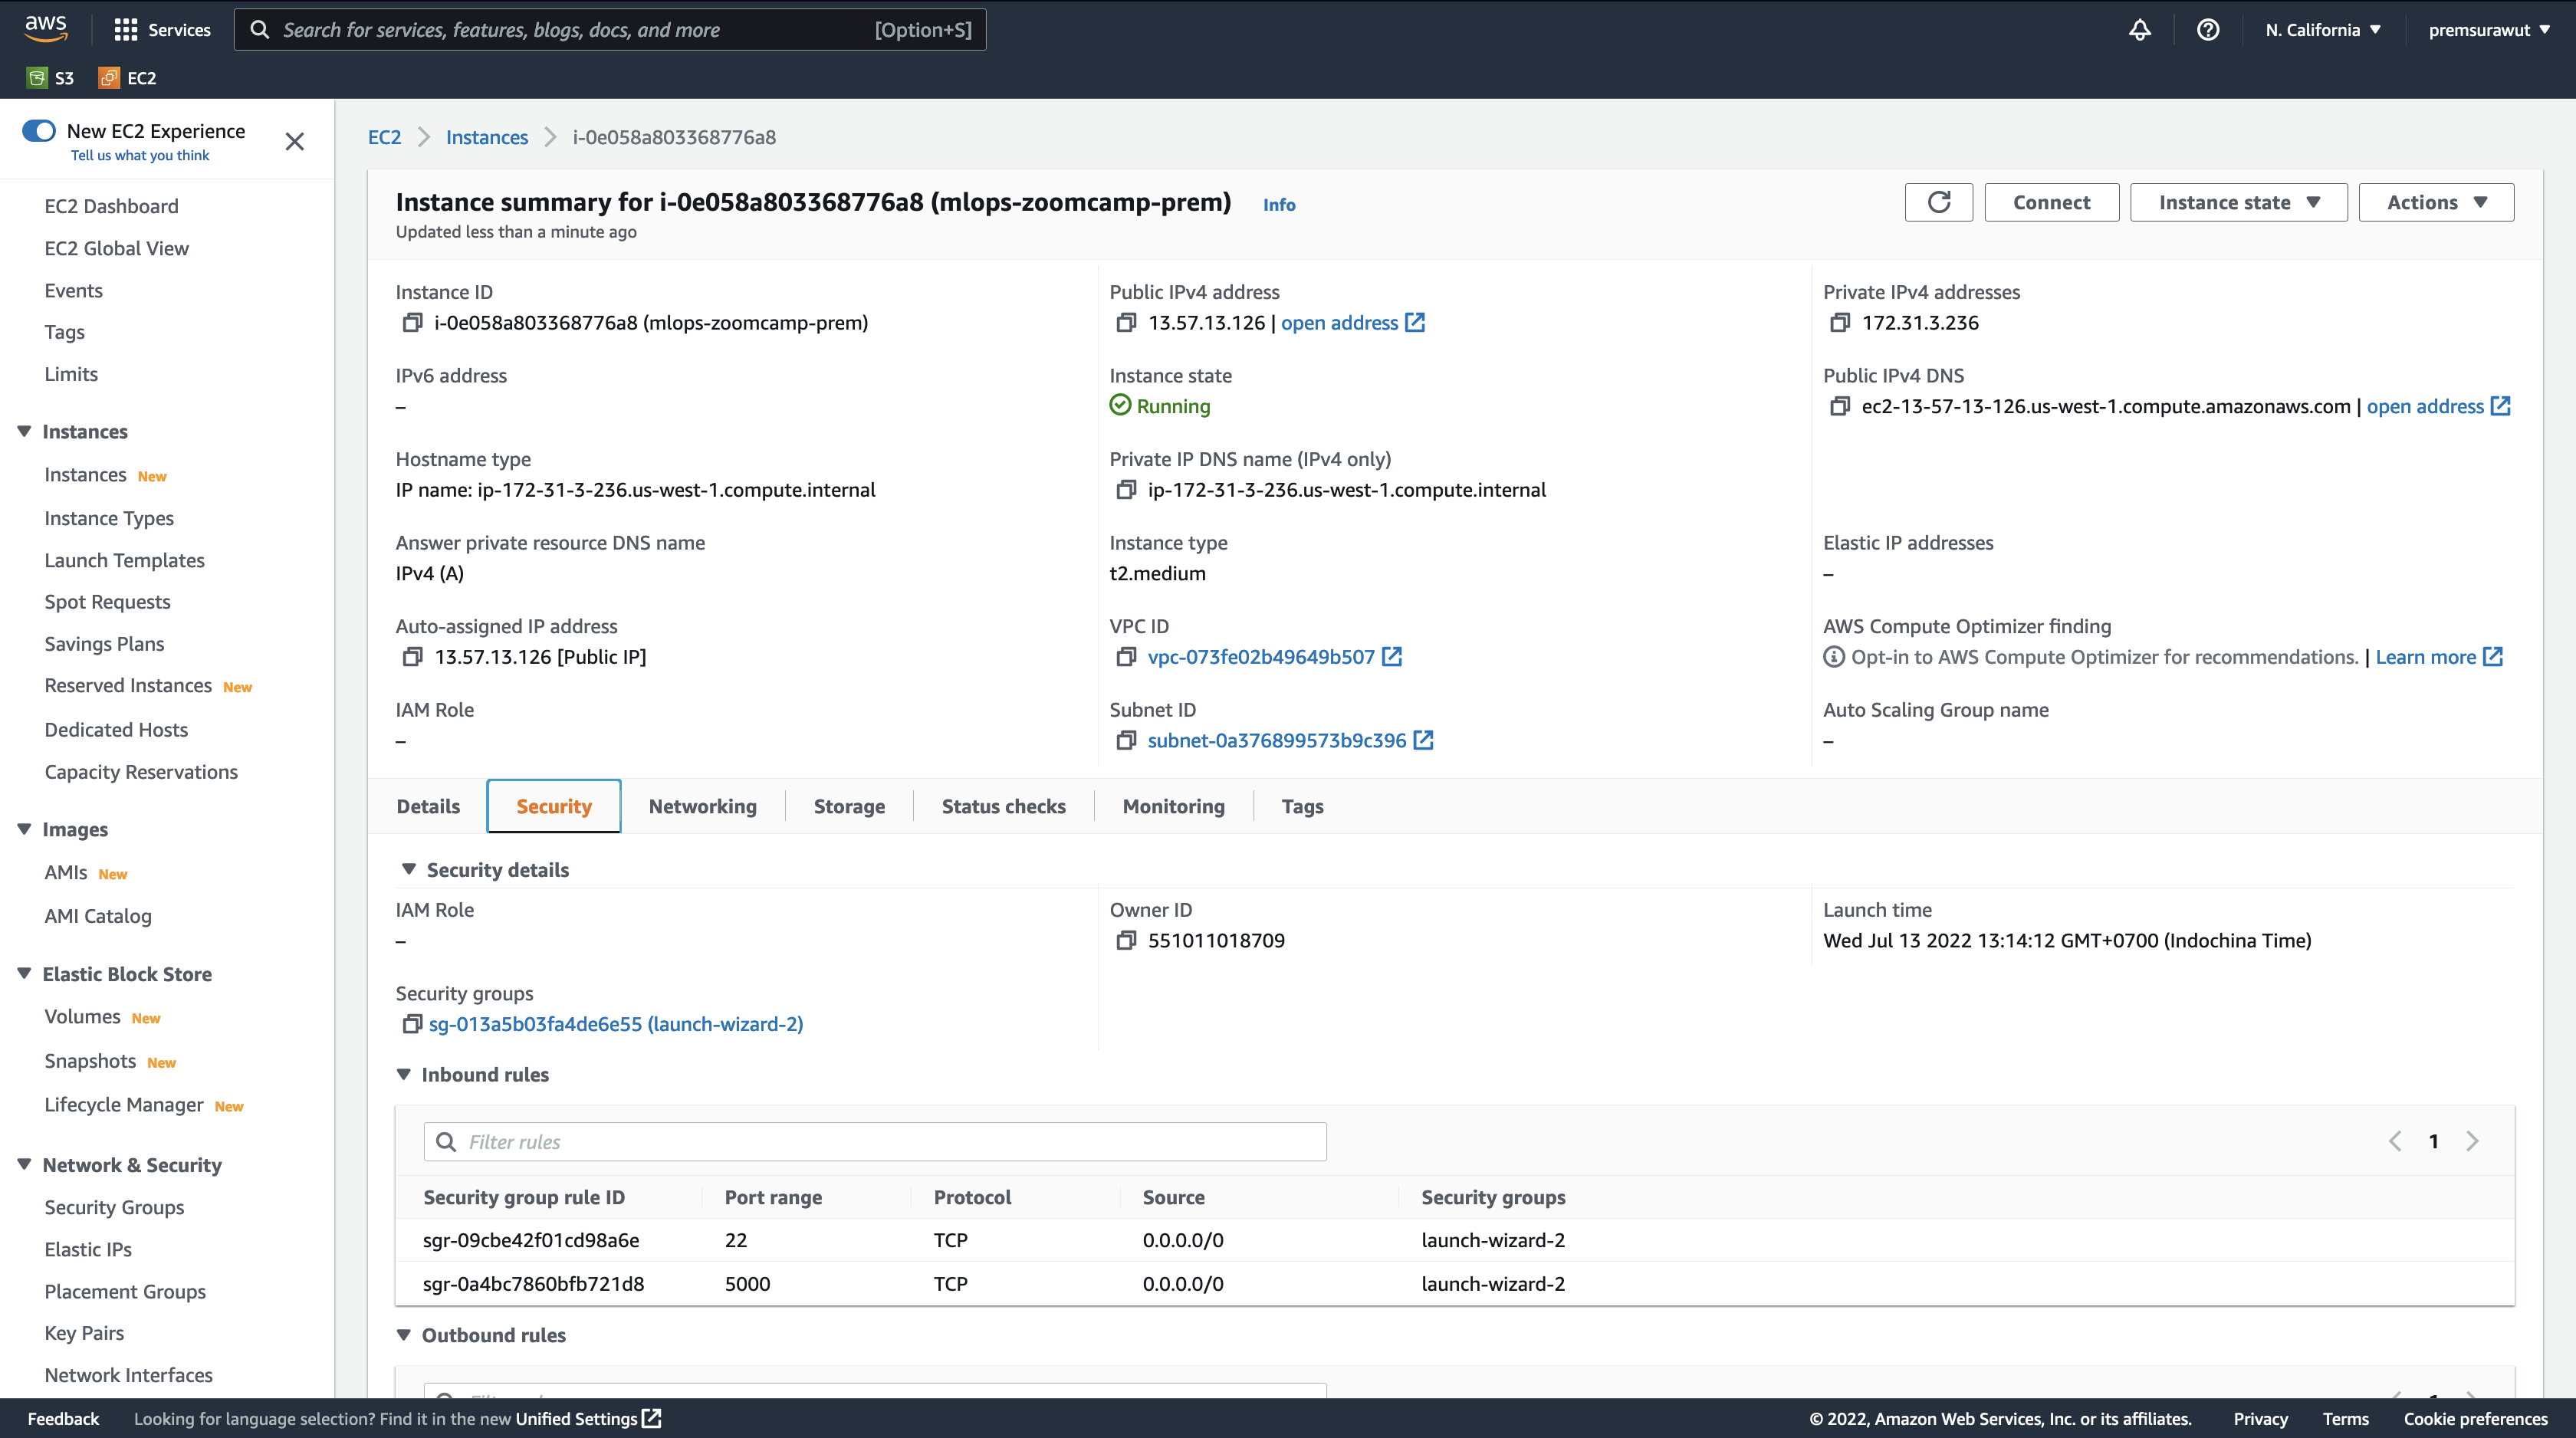 aws
Services
Search for services, features, blogs, docs, and more
[Option+S]
N. California
premsurawut
S3
EC2
New EC2 Experience
Tell us what you think
EC2 Dashboard
EC2 Global View
Events
Tags
Limits
Instances
Instances New
Instance Types
Launch Templates
Spot Requests
Savings Plans
Reserved Instances New
Dedicated Hosts
Capacity Reservations
Images
AMIs New
AMI Catalog
Elastic Block Store
Volumes New
Snapshots New
Lifecycle Manager New
Network & Security
Security Groups
Elastic IPs
Placement Groups
Key Pairs
Network Interfaces
EC2 > Instances > i-0e058a803368776a8
Instance summary for i-0e058a803368776a8 (mlops-zoomcamp-prem) Info
Updated less than a minute ago
Connect
Instance state
Actions
Instance ID
i-0e058a803368776a8 (mlops-zoomcamp-prem)
Public IPv4 address
13.57.13.126 | open address
Private IPv4 addresses
172.31.3.236
IPv6 address
–
Instance state
Running
Public IPv4 DNS
ec2-13-57-13-126.us-west-1.compute.amazonaws.com | open address
Hostname type
IP name: ip-172-31-3-236.us-west-1.compute.internal
Private IP DNS name (IPv4 only)
ip-172-31-3-236.us-west-1.compute.internal
Answer private resource DNS name
IPv4 (A)
Instance type
t2.medium
Elastic IP addresses
–
Auto-assigned IP address
13.57.13.126 [Public IP]
VPC ID
vpc-073fe02b49649b507
AWS Compute Optimizer finding
Opt-in to AWS Compute Optimizer for recommendations. | Learn more
IAM Role
–
Subnet ID
subnet-0a376899573b9c396
Auto Scaling Group name
–
Details
Security
Networking
Storage
Status checks
Monitoring
Tags
Security details
IAM Role
–
Owner ID
551011018709
Launch time
Wed Jul 13 2022 13:14:12 GMT+0700 (Indochina Time)
Security groups
sg-013a5b03fa4de6e55 (launch-wizard-2)
Inbound rules
Filter rules
1
Security group rule ID Port range Protocol Source Security groups
sgr-09cbe42f01cd98a6e 22 TCP 0.0.0.0/0 launch-wizard-2
sgr-0a4bc7860bfb721d8 5000 TCP 0.0.0.0/0 launch-wizard-2
Outbound rules
Feedback
Looking for language selection? Find it in the new Unified Settings
© 2022, Amazon Web Services, Inc. or its affiliates.
Privacy
Terms
Cookie preferences